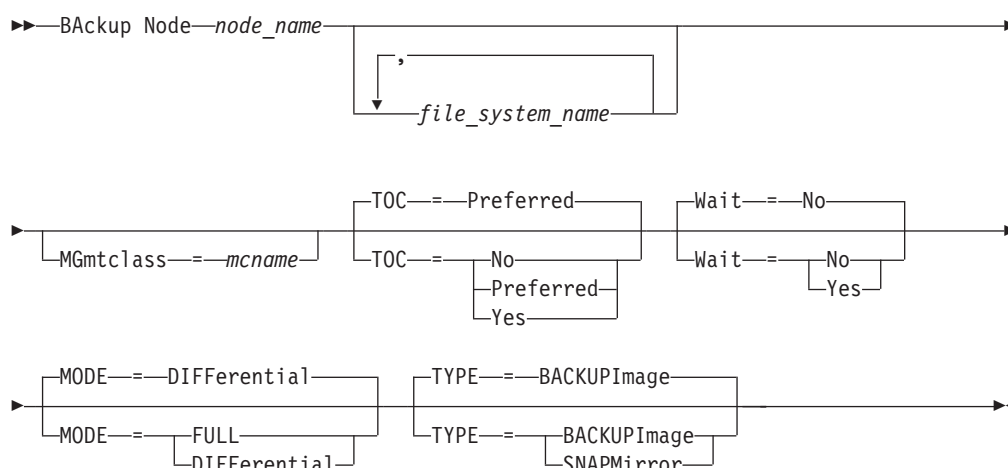 BAckup Node node_name
,
file_system_name
TOC = Preferred Wait = No
MGmtclass = mcname TOC = No Wait = No
Preferred Yes
Yes
MODE = DIFFerential TYPE = BACKUPImage
MODE = FULL TYPE = BACKUPImage
DIFFerential SNAPMirror